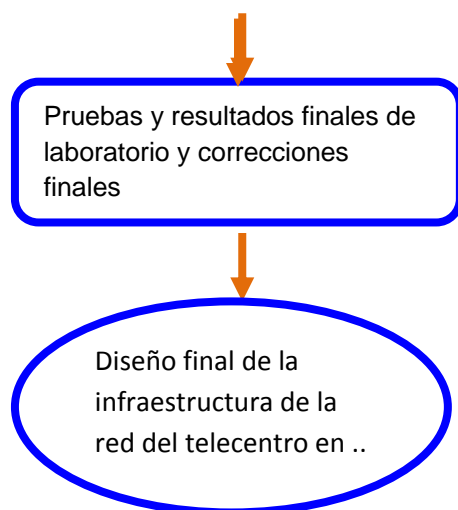 Pruebas y resultados finales de
laboratorio y correcciones
finales
Diseño final de la
infraestructura de la
red del telecentro en ..